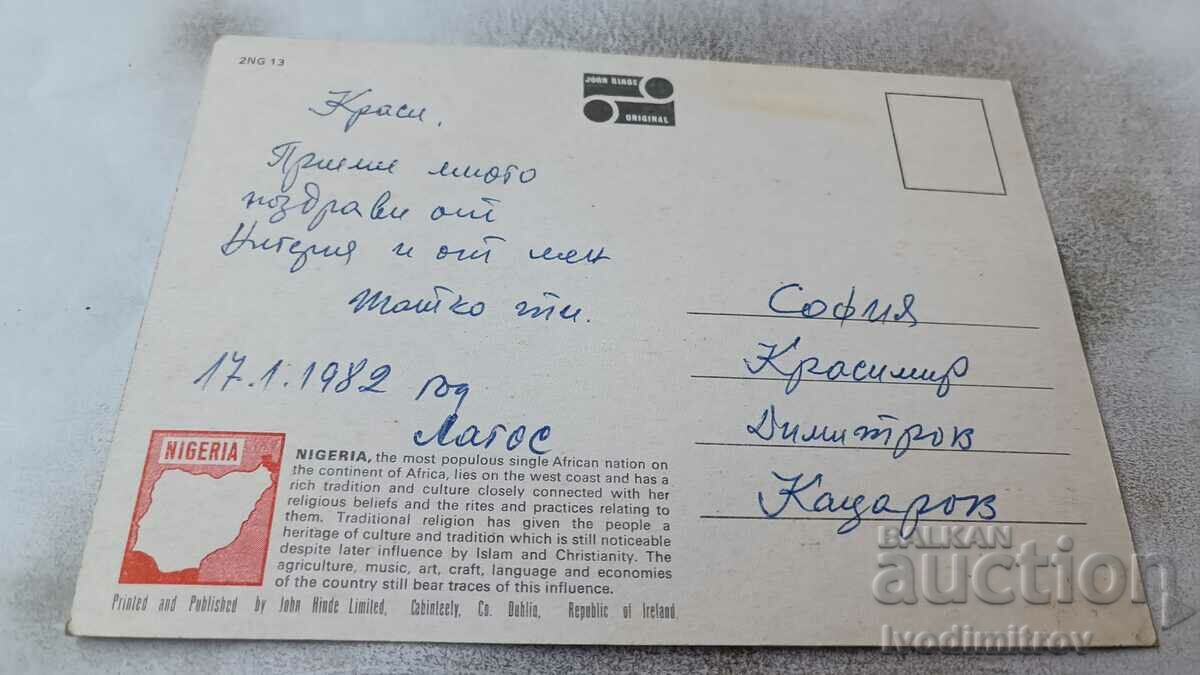 2NG 13
JOHN HINDE
ORIGINAL
Краси,
Приеми много
поздрави от
Нигерия и от мен
Татко ти.
17.1.1982 год
Лагос
София
Красимир
Димитров
Кацаров
NIGERIA
NIGERIA, the most populous single African nation on
the continent of Africa, lies on the west coast and has a
rich tradition and culture closely connected with her
religious beliefs and the rites and practices relating to
them. Traditional religion has given the people a
heritage of culture and tradition which is still noticeable
despite later influence by Islam and Christianity. The
agriculture, music, art, craft, language and economies
of the country still bear traces of this influence.
Printed and Published by John Hinde Limited, Cabinteely, Co. Dublin, Republic of Ireland.
BALKAN
auction
Ivodimitrov